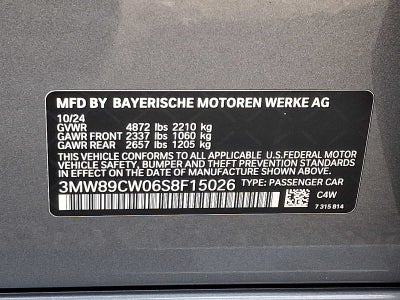 MFD BY BAYERISCHE MOTOREN WERKE AG
10/24
GVWR 4872 lbs 2210 kg
GAWR FRONT 2337 lbs 1060 kg
GAWR REAR 2657 lbs 1205 kg
THIS VEHICLE CONFORMS TO ALL APPLICABLE U.S.FEDERAL MOTOR
VEHICLE SAFETY, BUMPER AND THEFT PREVENTION STANDARDS
IN EFFECT ON THE DATE OF MANUFACTURE SHOWN ABOVE.
3MW89CW06S8F15026 TYPE: PASSENGER CAR
C4W
7 315 814